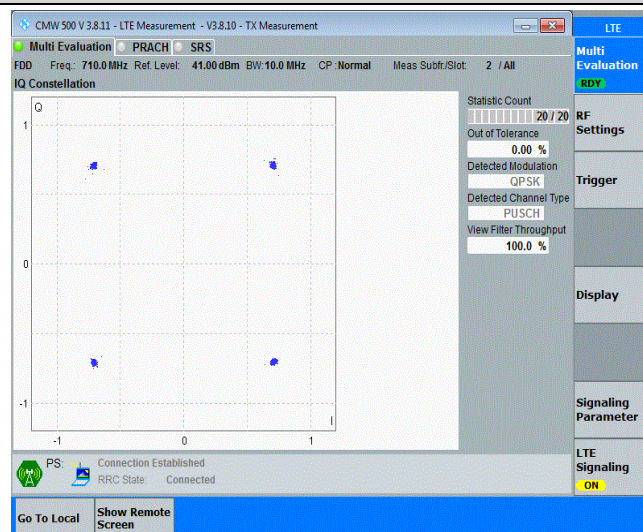 CMW 500 V 3.8.11 - LTE Measurement - V3.8.10 - TX Measurement
LTE
Multi Evaluation PRACH SRS
FDD Freq.: 710.0 MHz Ref. Level: 41.00 dBm BW: 10.0 MHz CP : Normal Meas Subfr./Slot: 2 / All
IQ Constellation
Q
1
0
-1
I
-1 0 1
Statistic Count
20 / 20
Out of Tolerance
0.00 %
Detected Modulation
QPSK
Detected Channel Type
PUSCH
View Filter Throughput
100.0 %
Multi
Evaluation
RDY
RF
Settings
Trigger
Display
Signaling
Parameter
LTE
Signaling
ON
PS: Connection Established
RRC State: Connected
Go To Local
Show Remote
Screen